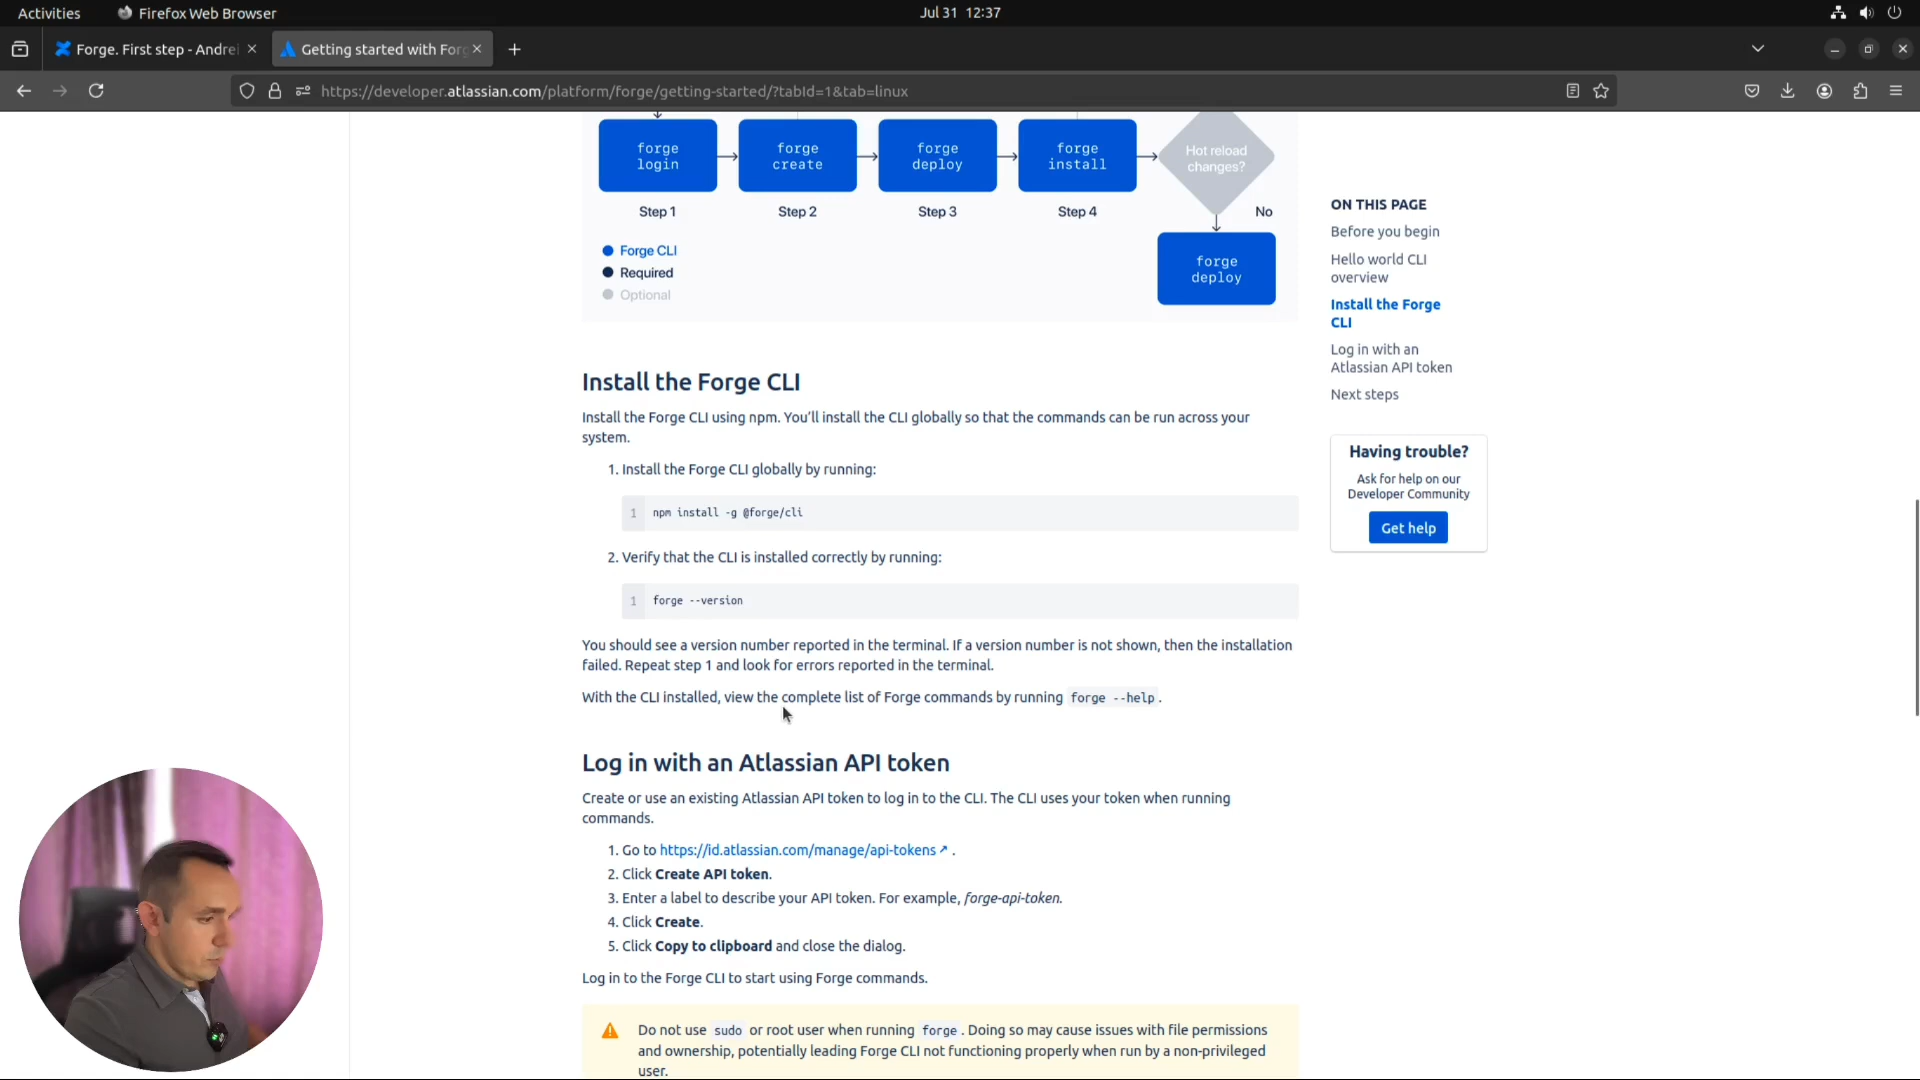 Activities
Firefox Web Browser
Jul 31 12:37
Forge. First step - Andrei
Getting started with Forg
https://developer.atlassian.com/platform/forge/getting-started/?tabId=1&tab=linux
forge
login
forge
create
forge
deploy
forge
install
Hot reload
changes?
Step 1
Step 2
Step 3
Step 4
No
Forge CLI
Required
Optional
forge
deploy
Install the Forge CLI
Install the Forge CLI using npm. You’ll install the CLI globally so that the commands can be run across your
system.
1. Install the Forge CLI globally by running:
1 npm install -g @forge/cli
2. Verify that the CLI is installed correctly by running:
1 forge --version
You should see a version number reported in the terminal. If a version number is not shown, then the installation
failed. Repeat step 1 and look for errors reported in the terminal.
With the CLI installed, view the complete list of Forge commands by running forge --help .
Log in with an Atlassian API token
Create or use an existing Atlassian API token to log in to the CLI. The CLI uses your token when running
commands.
1. Go to https://id.atlassian.com/manage/api-tokens↗ .
2. Click Create API token.
3. Enter a label to describe your API token. For example, forge-api-token.
4. Click Create.
5. Click Copy to clipboard and close the dialog.
Log in to the Forge CLI to start using Forge commands.
Do not use sudo or root user when running forge . Doing so may cause issues with file permissions
and ownership, potentially leading Forge CLI not functioning properly when run by a non-privileged
user.
ON THIS PAGE
Before you begin
Hello world CLI
overview
Install the Forge
CLI
Log in with an
Atlassian API token
Next steps
Having trouble?
Ask for help on our
Developer Community
Get help